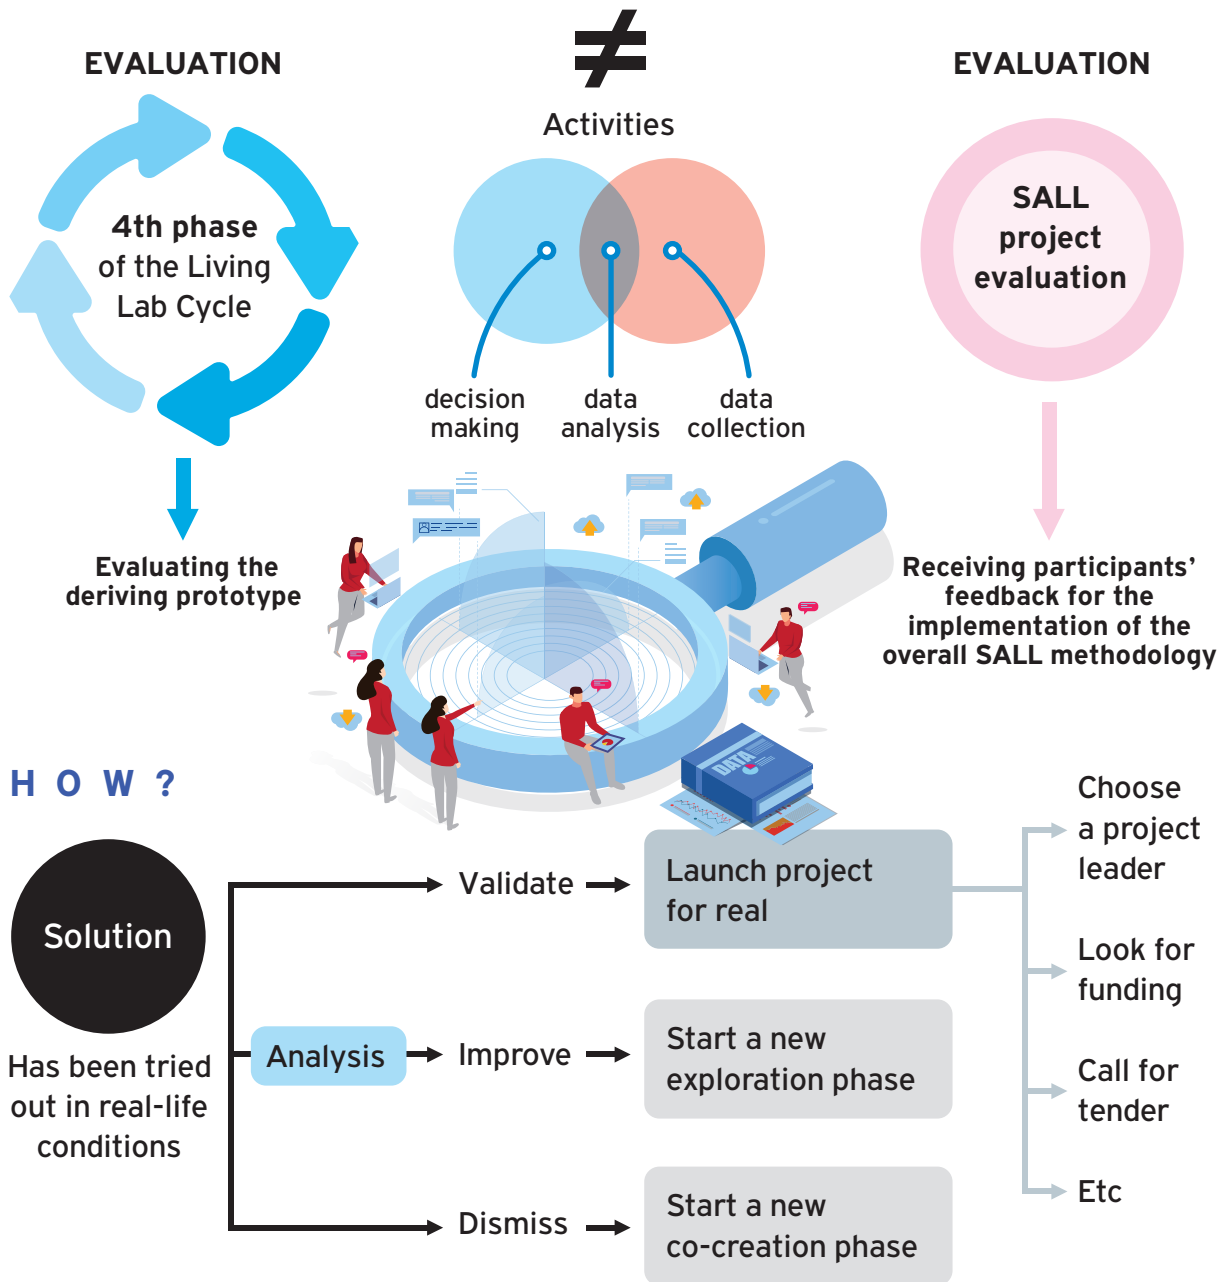 EVALUATION
≠
Activities
EVALUATION
4th phase
of the Living
Lab Cycle
SALL
project
evaluation
decision
making
data
analysis
data
collection
Evaluating the
deriving prototype
Receiving participants'
feedback for the
implementation of the
overall SALL methodology
DATA
HOW?
Solution
Has been tried
out in real-life
conditions
Analysis
Validate
Improve
Dismiss
Launch project
for real
Start a new
exploration phase
Start a new
co-creation phase
Choose
a project
leader
Look for
funding
Call for
tender
Etc